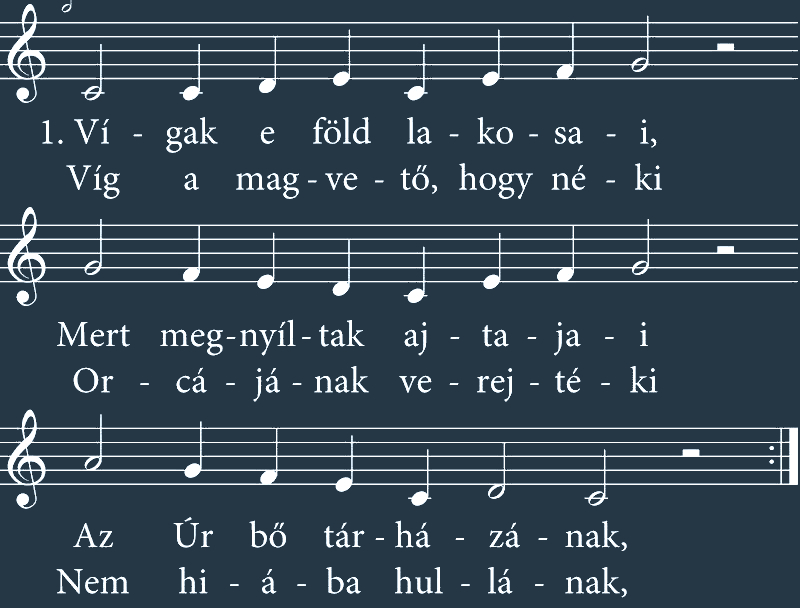 1. Ví - gak e föld la - ko - sa - i,
Víg a mag - ve - tő, hogy né - ki
Mert meg - nyíl - tak aj - ta - ja - i
Or - cá - já - nak ve - rej - té - ki
Az Úr bő tár - há - zá - nak,
Nem hi - á - ba hul - lá - nak,